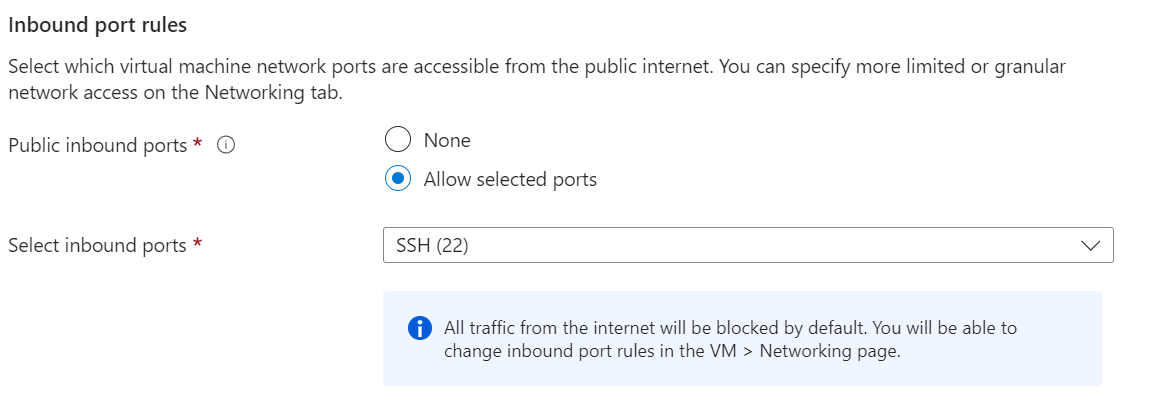 Inbound port rules
Select which virtual machine network ports are accessible from the public internet. You can specify more limited or granular
network access on the Networking tab.
Public inbound ports *
None
Allow selected ports
Select inbound ports *
SSH (22)
All traffic from the internet will be blocked by default. You will be able to
change inbound port rules in the VM > Networking page.